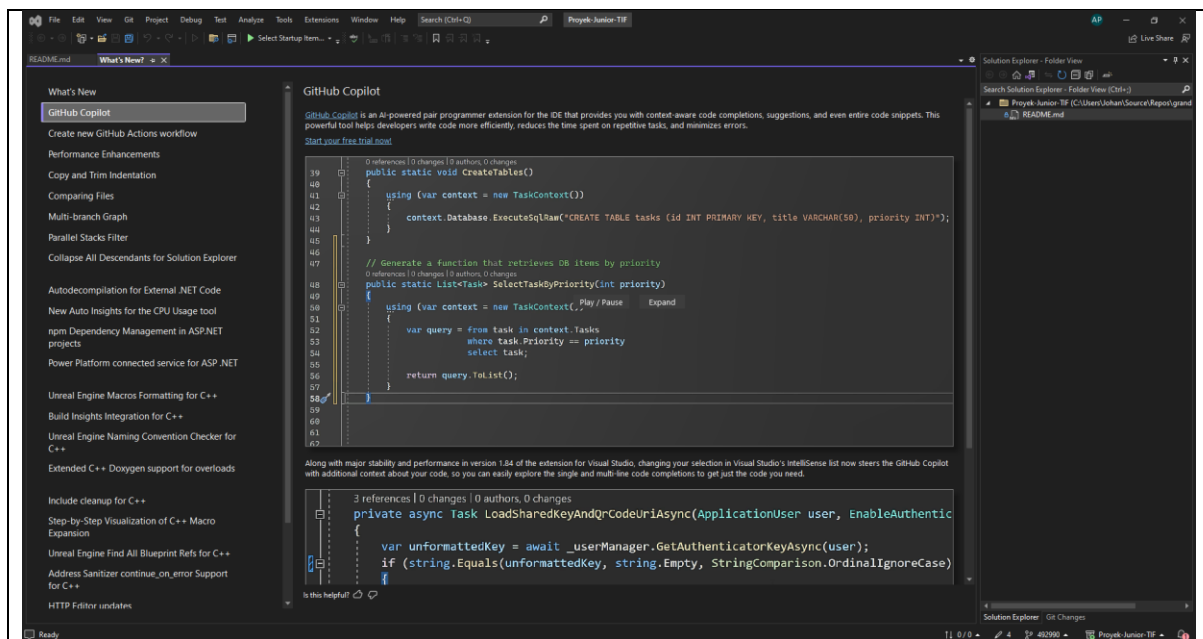 File Edit View Git Project Debug Test Analyze Tools Extensions Window Help Search (Ctrl+Q) Proyek-Junior-TIF AP
Select Startup Item... Live Share
README.md What's New?
What's New
GitHub Copilot
Create new GitHub Actions workflow
Performance Enhancements
Copy and Trim Indentation
Comparing Files
Multi-branch Graph
Parallel Stacks Filter
Collapse All Descendants for Solution Explorer
Autodecompilation for External .NET Code
New Auto Insights for the CPU Usage tool
npm Dependency Management in ASP.NET
projects
Power Platform connected service for ASP .NET
Unreal Engine Macros Formatting for C++
Build Insights Integration for C++
Unreal Engine Naming Convention Checker for
C++
Extended C++ Doxygen support for overloads
Include cleanup for C++
Step-by-Step Visualization of C++ Macro
Expansion
Unreal Engine Find All Blueprint Refs for C++
Address Sanitizer continue_on_error Support
for C++
HTTP Editor updates
GitHub Copilot
GitHub Copilot is an AI-powered pair programmer extension for the IDE that provides you with context-aware code completions, suggestions, and even entire code snippets. This
powerful tool helps developers write code more efficiently, reduces the time spent on repetitive tasks, and minimizes errors.
Start your free trial now!
0 references | 0 changes | 0 authors, 0 changes
39 public static void CreateTables()
40 {
41 using (var context = new TaskContext())
42 {
43 context.Database.ExecuteSqlRaw("CREATE TABLE tasks (id INT PRIMARY KEY, title VARCHAR(50), priority INT)");
44 }
45 }
46
47 // Generate a function that retrieves DB items by priority
0 references | 0 changes | 0 authors, 0 changes
48 public static List<Task> SelectTaskByPriority(int priority)
49 {
50 using (var context = new TaskContext( Play / Pause Expand
51 {
52 var query = from task in context.Tasks
53 where task.Priority == priority
54 select task;
55
56 return query.ToList();
57 }
58 }
59
60
61
62
Along with major stability and performance in version 1.84 of the extension for Visual Studio, changing your selection in Visual Studio's IntelliSense list now steers the GitHub Copilot
with additional context about your code, so you can easily explore the single and multi-line code completions to get just the code you need.
3 references | 0 changes | 0 authors, 0 changes
private async Task LoadSharedKeyAndQrCodeUriAsync(ApplicationUser user, EnableAuthentic
{
var unformattedKey = await _userManager.GetAuthenticatorKeyAsync(user);
if (string.Equals(unformattedKey, string.Empty, StringComparison.OrdinalIgnoreCase)
{
Is this helpful?
Solution Explorer - Folder View
Search Solution Explorer - Folder View (Ctrl+;)
Proyek-Junior-TIF (C:\Users\Johan\Source\Repos\grand
README.md
Solution Explorer Git Changes
Ready 0 / 0 4 492990 Proyek-Junior-TIF